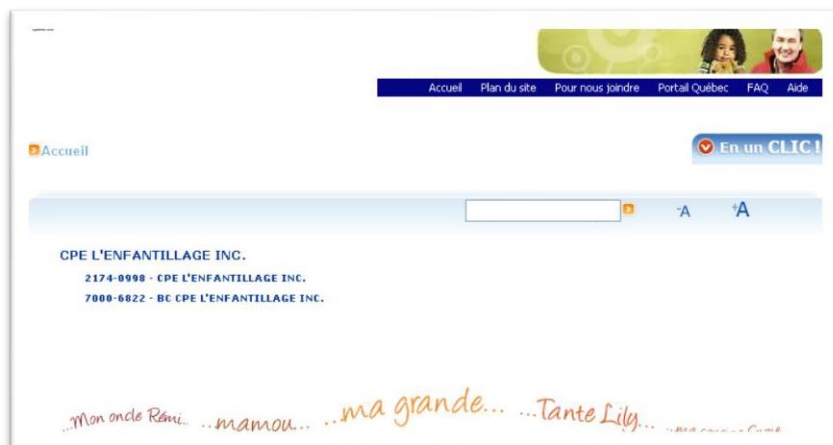 Accueil Plan du site Pour nous joindre Portail Québec FAQ Aide
Accueil
En un CLIC !
-A +A
CPE L'ENFANTILLAGE INC.
2174-0998 - CPE L'ENFANTILLAGE INC.
7000-6822 - BC CPE L'ENFANTILLAGE INC.
...Mon oncle Rémi... ...mamou... ...ma grande... ...Tante Lily...